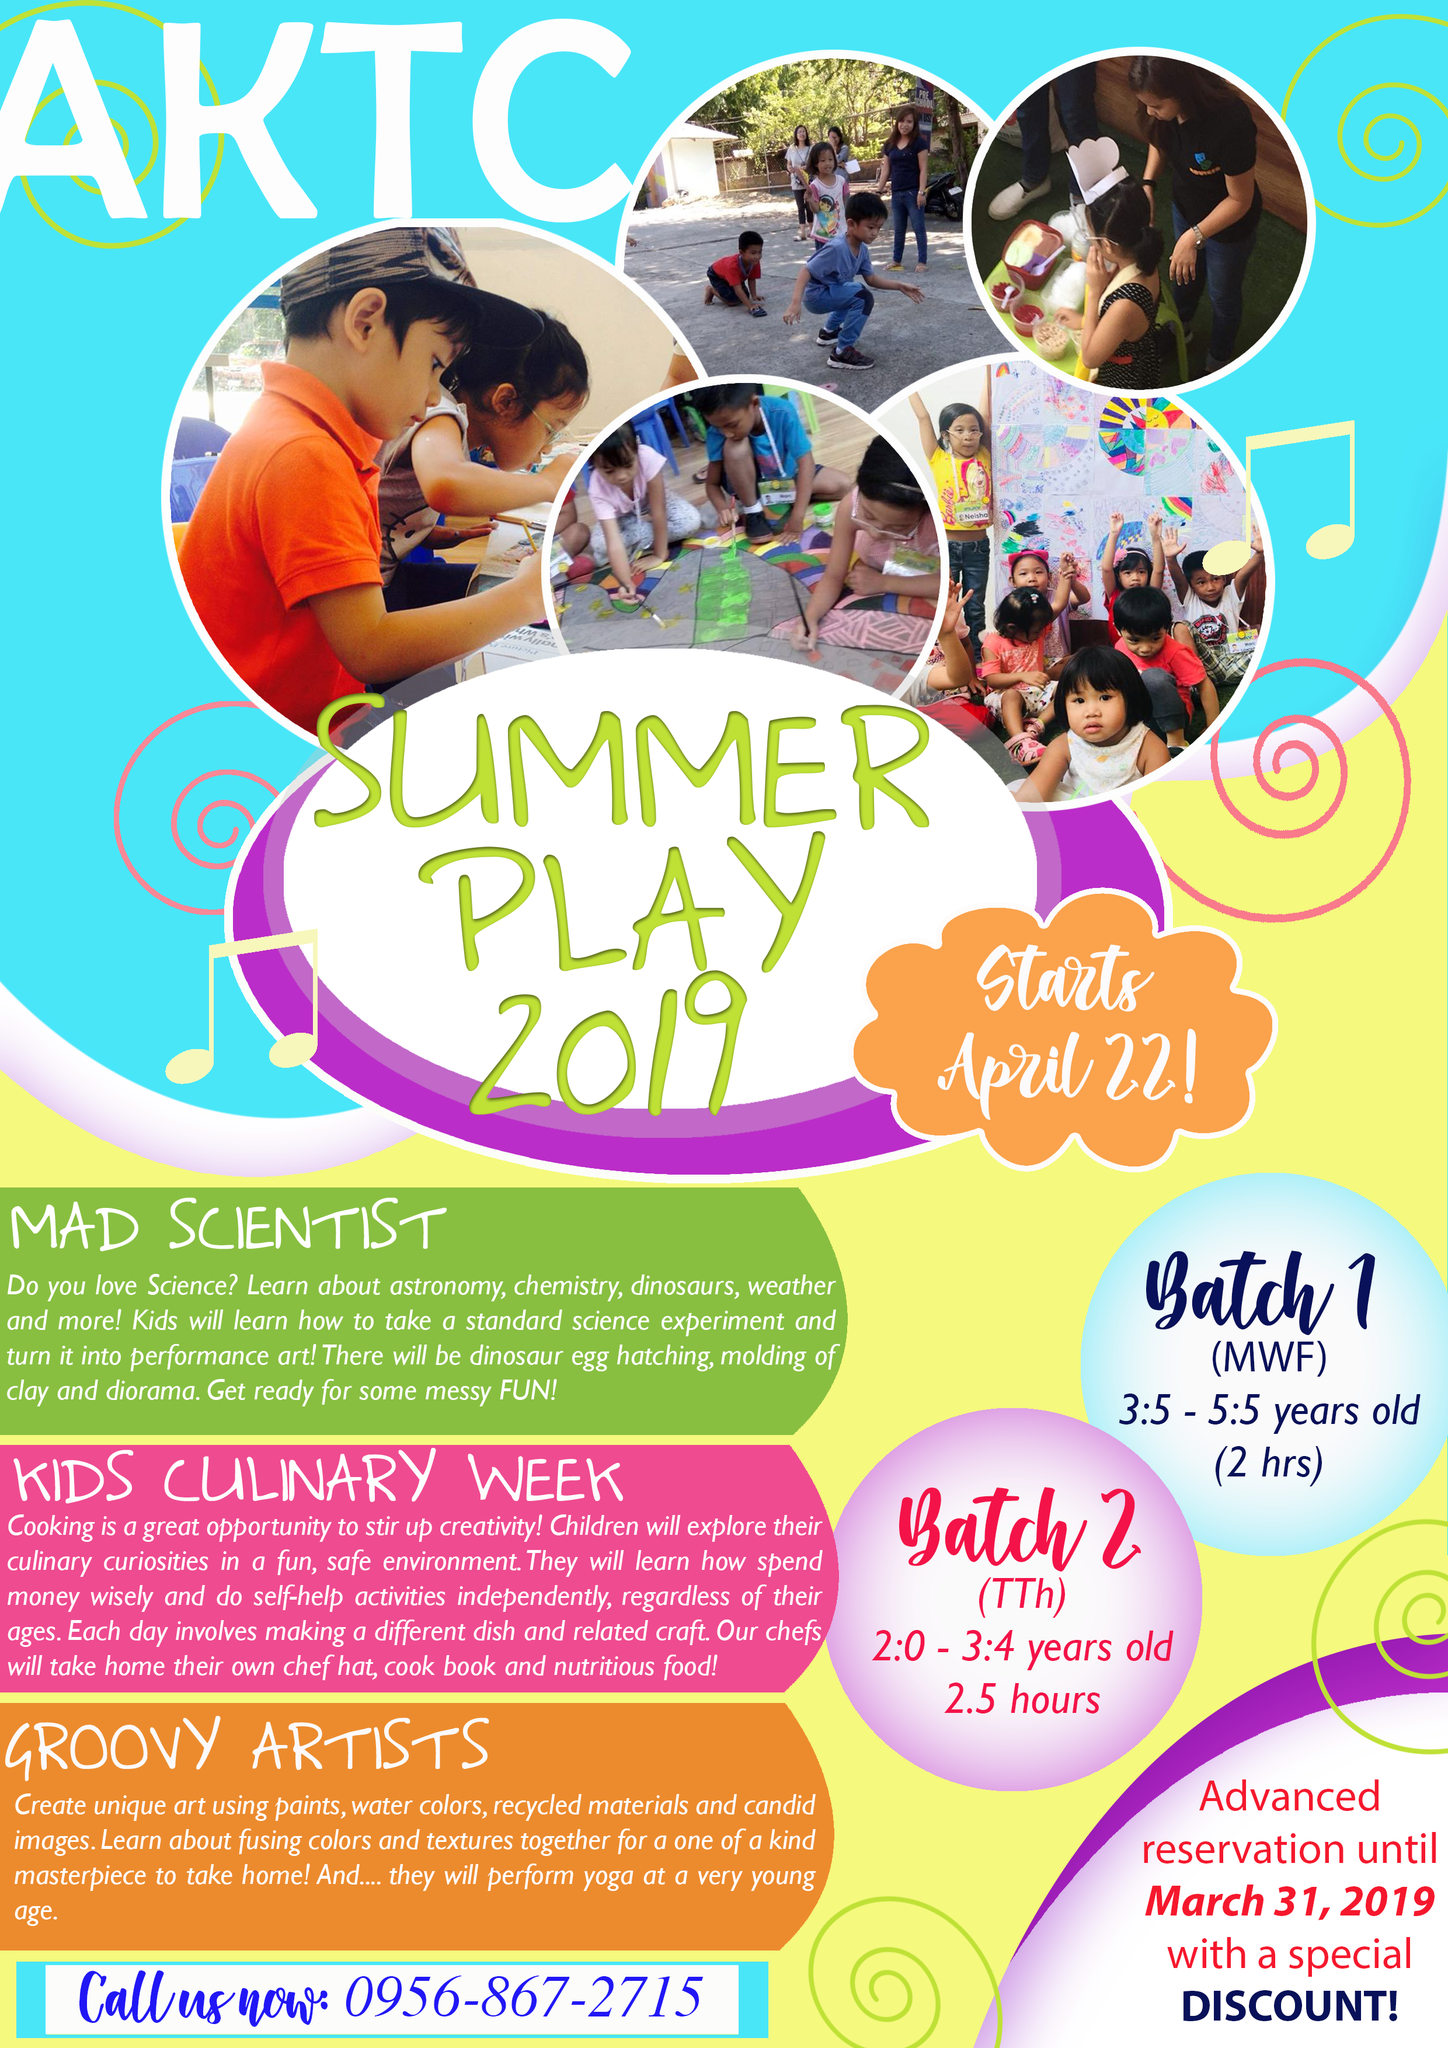 AKTC
E Neisha
SUMMER
PLAY
2019
Starts
April 22!
MAD SCIENTIST
Do you love Science? Learn about astronomy, chemistry, dinosaurs, weather
and more! Kids will learn how to take a standard science experiment and
turn it into performance art! There will be dinosaur egg hatching, molding of
clay and diorama. Get ready for some messy FUN!
KIDS CULINARY WEEK
Cooking is a great opportunity to stir up creativity! Children will explore their
culinary curiosities in a fun, safe environment. They will learn how spend
money wisely and do self-help activities independently, regardless of their
ages. Each day involves making a different dish and related craft. Our chefs
will take home their own chef hat, cook book and nutritious food!
GROOVY ARTISTS
Create unique art using paints, water colors, recycled materials and candid
images. Learn about fusing colors and textures together for a one of a kind
masterpiece to take home! And.... they will perform yoga at a very young
age.
Call us now: 0956-867-2715
Batch 1
(MWF)
3:5 - 5:5 years old
(2 hrs)
Batch 2
(TTh)
2:0 - 3:4 years old
2.5 hours
Advanced
reservation until
March 31, 2019
with a special
DISCOUNT!